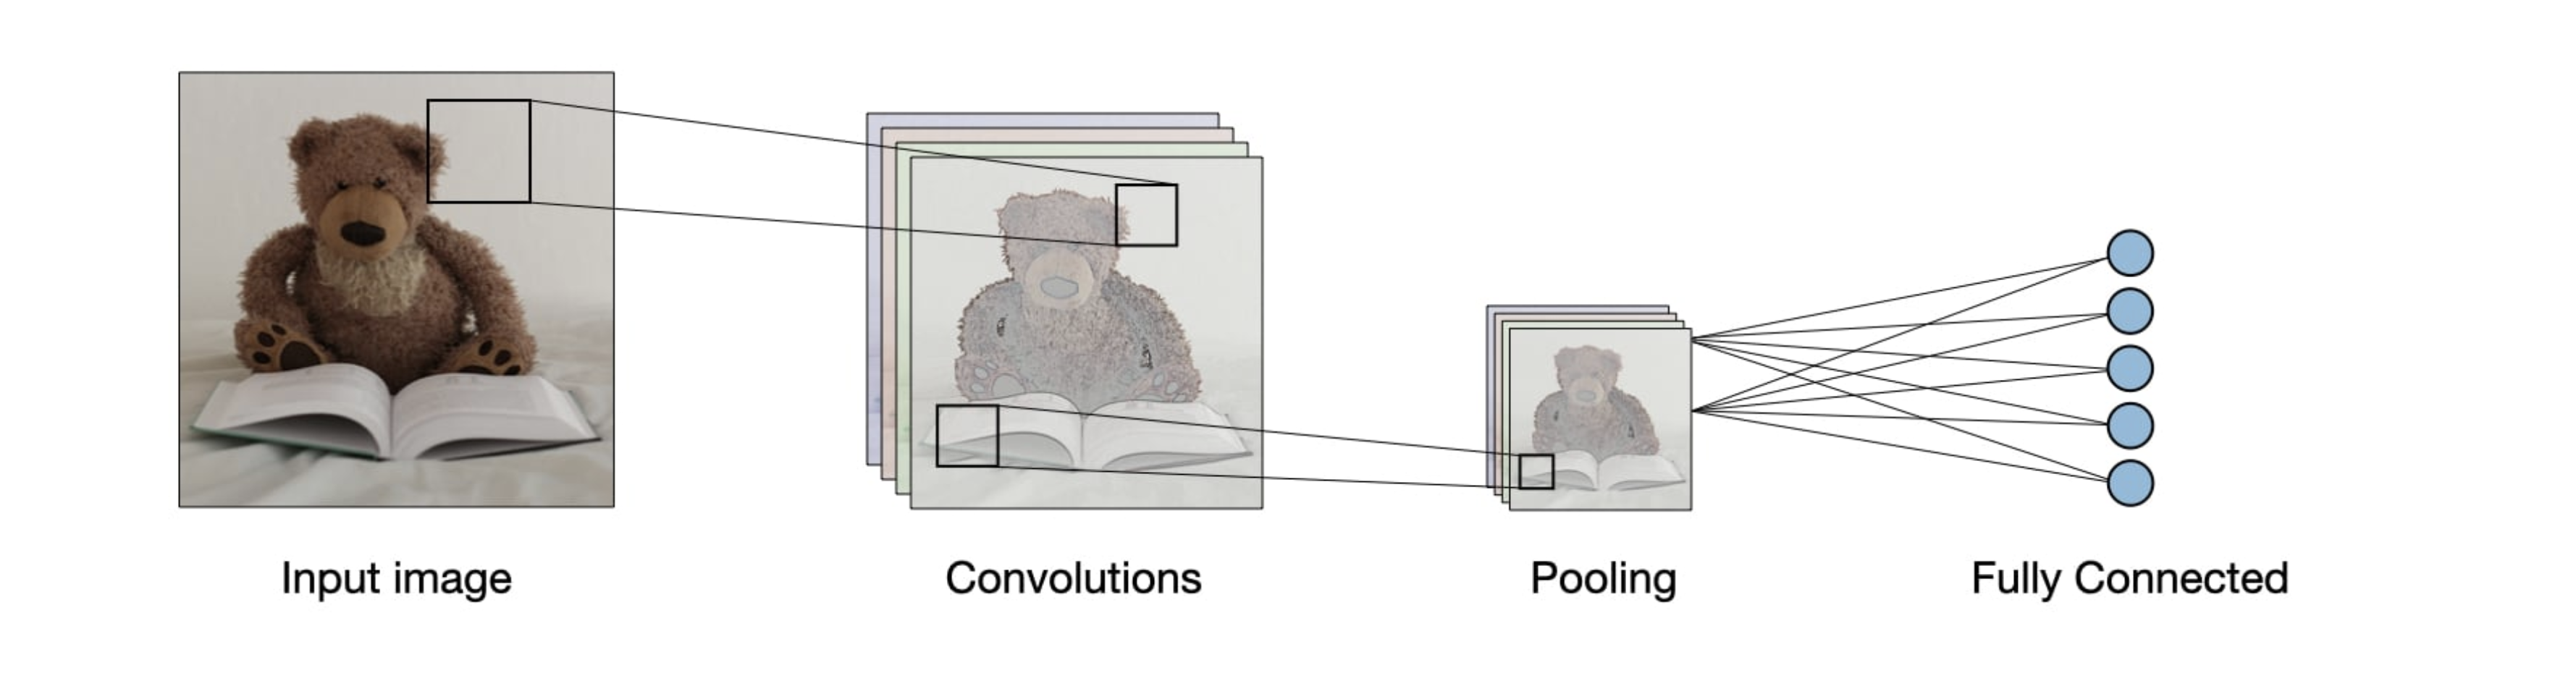 Input image
Convolutions
Pooling
Fully Connected